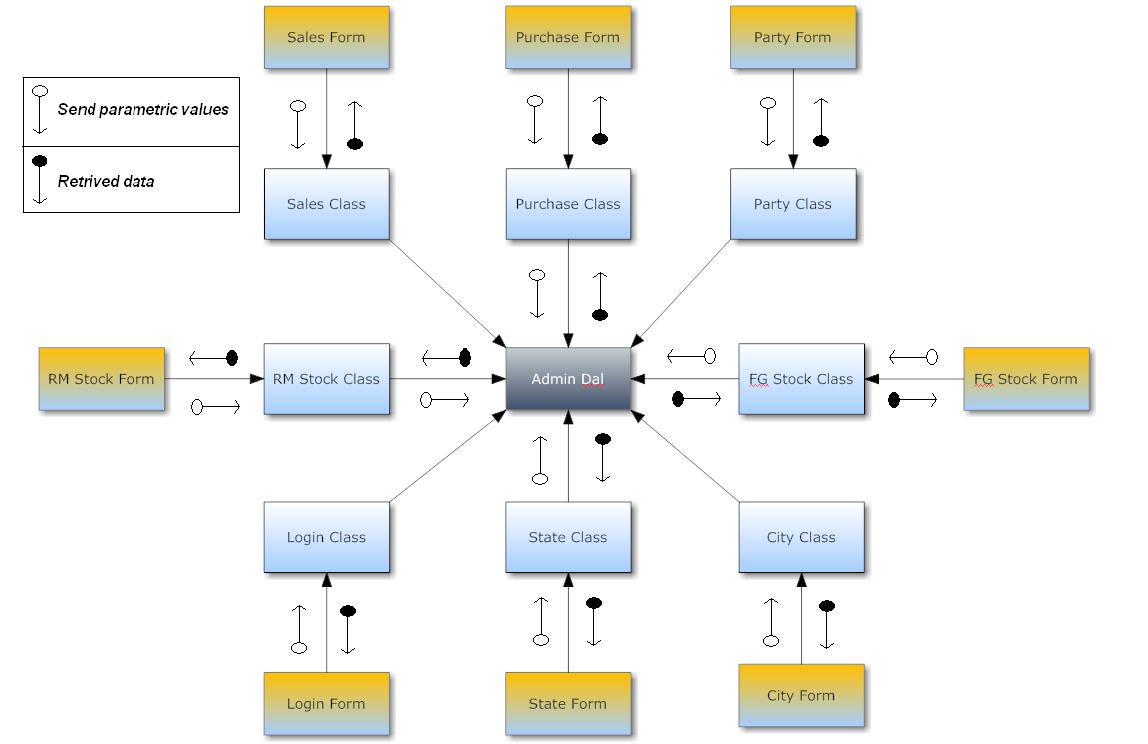 Sales Form
Purchase Form
Party Form
Send parametric values
Retrived data
Sales Class
Purchase Class
Party Class
RM Stock Form
RM Stock Class
Admin Dal
FG Stock Class
FG Stock Form
Login Class
State Class
City Class
Login Form
State Form
City Form